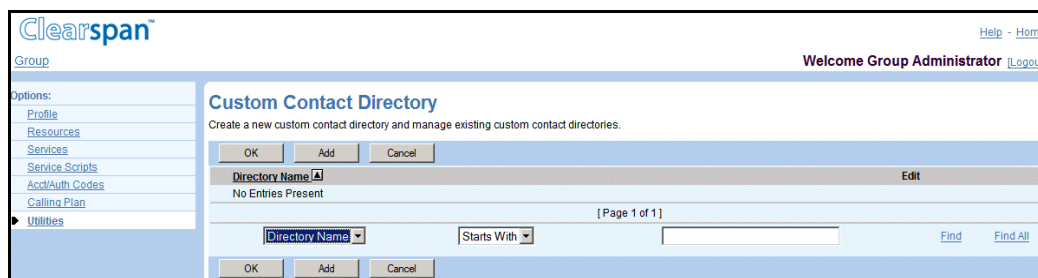 Clearspan™
Help - Hom
Group
Welcome Group Administrator [Logou
Options:
Profile
Resources
Services
Service Scripts
Acct/Auth Codes
Calling Plan
Utilities
Custom Contact Directory
Create a new custom contact directory and manage existing custom contact directories.
OK Add Cancel
Directory Name Edit
No Entries Present
[ Page 1 of 1 ]
Directory Name Starts With Find Find All
OK Add Cancel